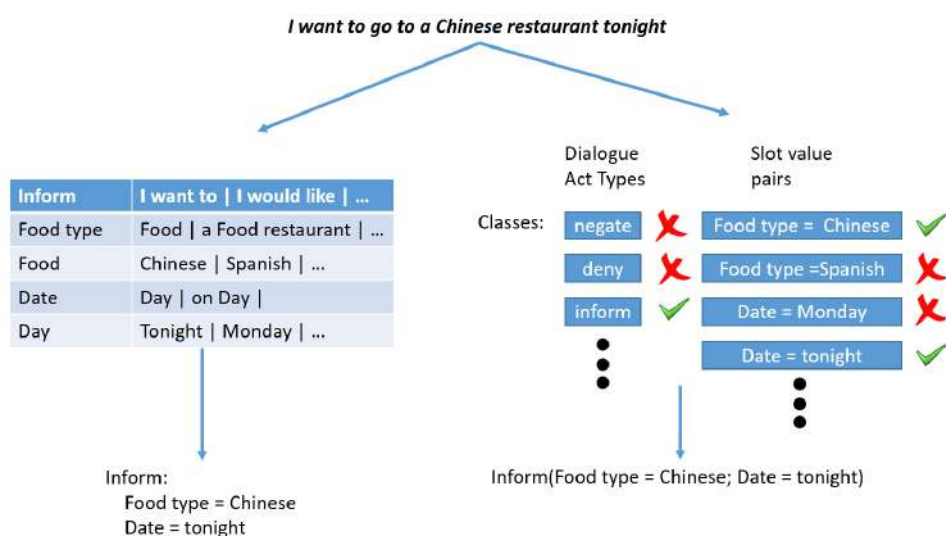 I want to go to a Chinese restaurant tonight
Inform I want to | I would like | ...
Food type Food | a Food restaurant | ...
Food Chinese | Spanish | ...
Date Day | on Day |
Day Tonight | Monday | ...
Inform:
Food type = Chinese
Date = tonight
Dialogue
Act Types
Slot value
pairs
Classes:
negate
Food type = Chinese
deny
Food type =Spanish
inform
Date = Monday
Date = tonight
Inform(Food type = Chinese; Date = tonight)